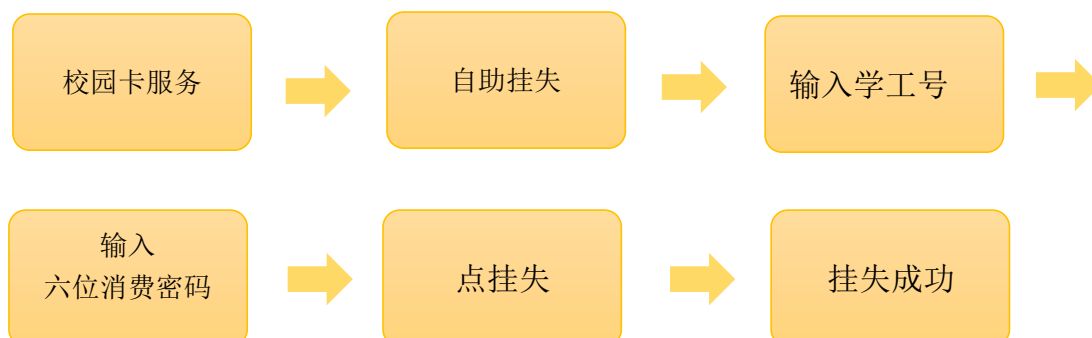 校园卡服务
自助挂失
输入学工号
输入
六位消费密码
点挂失
挂失成功